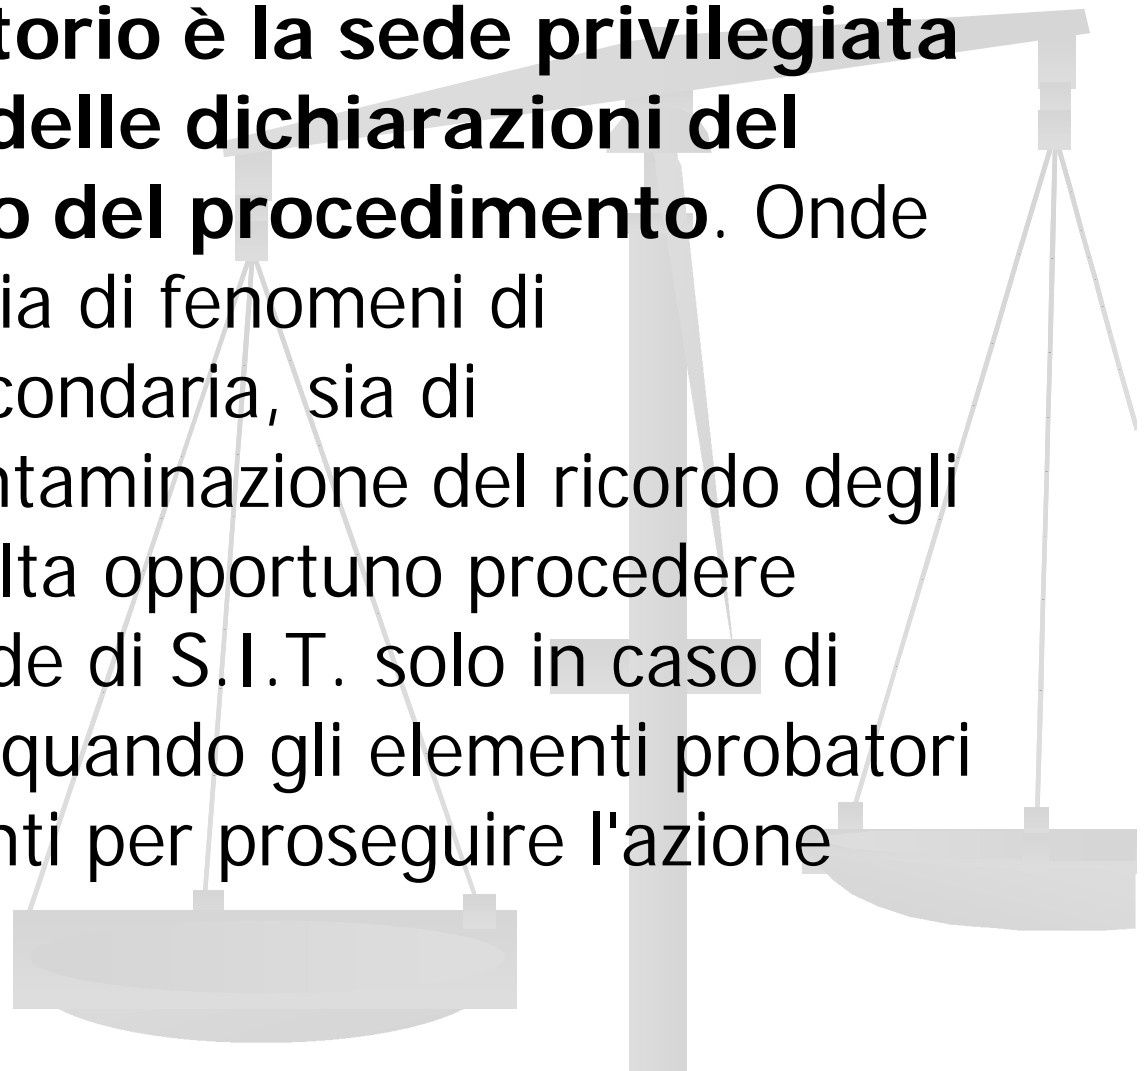 torio è la sede privilegiata
delle dichiarazioni del
o del procedimento. Onde
ia di fenomeni di
condaria, sia di
ntaminazione del ricordo degli
lta opportuno procedere
de di S.I.T. solo in caso di
quando gli elementi probatori
nti per proseguire l'azione